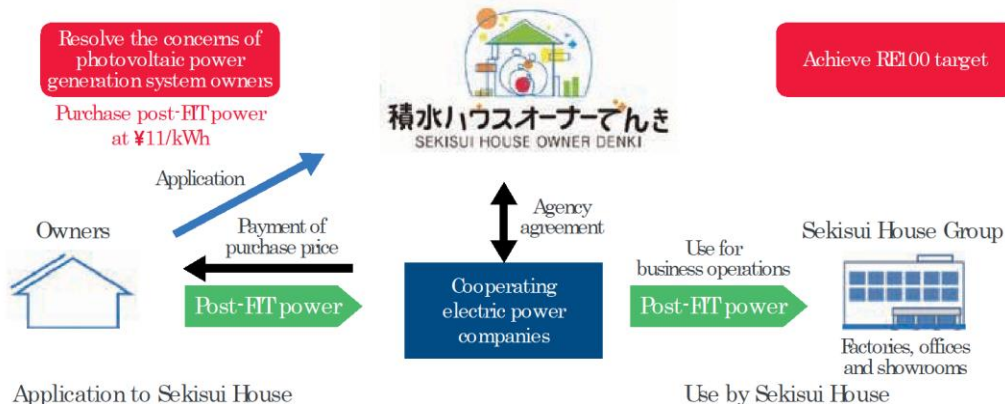 Resolve the concerns of
photovoltaic power
generation system owners
Purchase post-FIT power
at ¥11/kWh
積水ハウスオーナーでんき
SEKISUI HOUSE OWNER DENKI
Achieve RE100 target
Application
Agency
agreement
Owners
Payment of
purchase price
Post-FIT power
Cooperating
electric power
companies
Use for
business operations
Post-FIT power
Sekisui House Group
Factories, offices
and showrooms
Application to Sekisui House
Use by Sekisui House